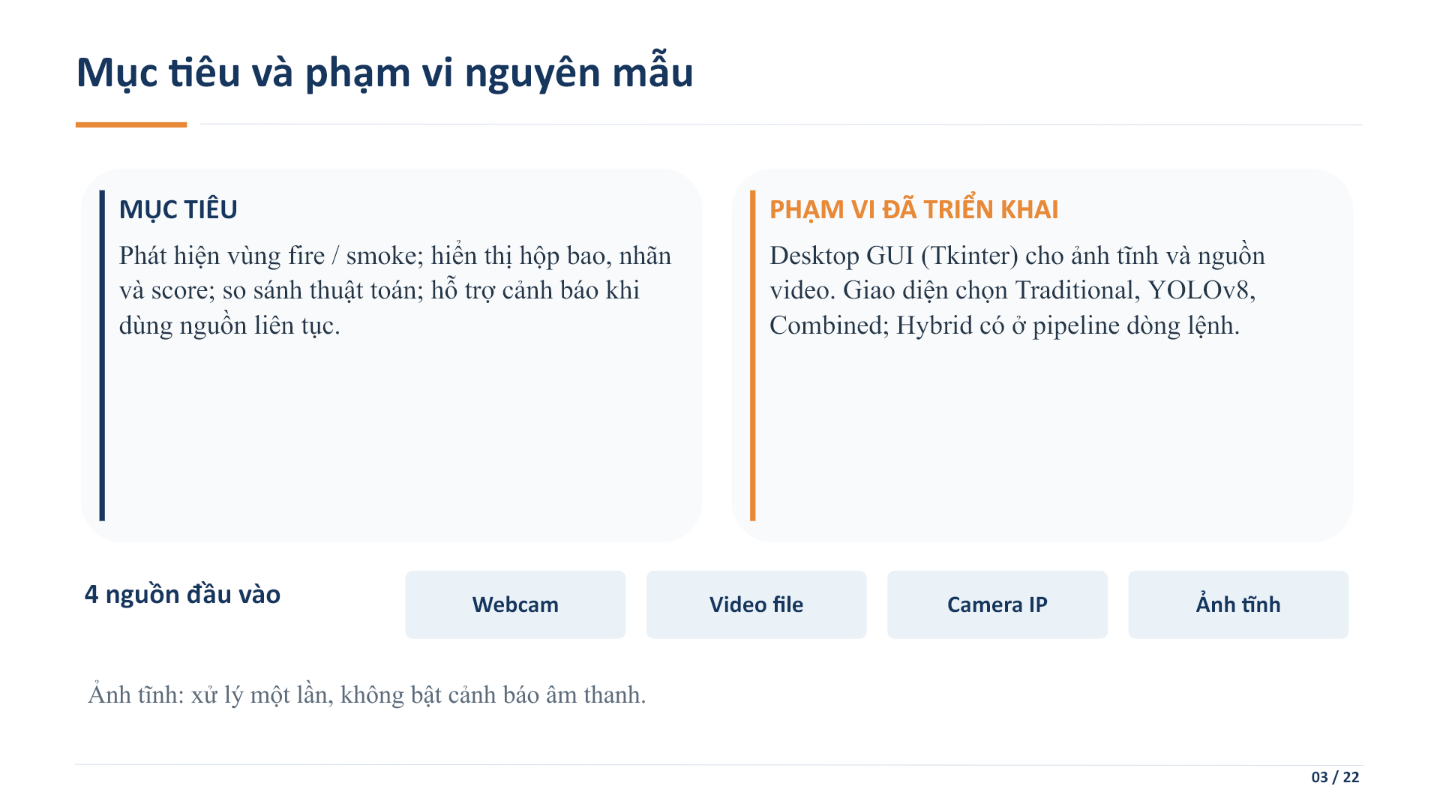 Mục tiêu và phạm vi nguyên mẫu
MỤC TIÊU
Phát hiện vùng fire / smoke; hiển thị hộp bao, nhãn
và score; so sánh thuật toán; hỗ trợ cảnh báo khi
dùng nguồn liên tục.
PHẠM VI ĐÃ TRIỂN KHAI
Desktop GUI (Tkinter) cho ảnh tĩnh và nguồn
video. Giao diện chọn Traditional, YOLOv8,
Combined; Hybrid có ở pipeline dòng lệnh.
4 nguồn đầu vào
Webcam
Video file
Camera IP
Ảnh tĩnh
Ảnh tĩnh: xử lý một lần, không bật cảnh báo âm thanh.
03 / 22